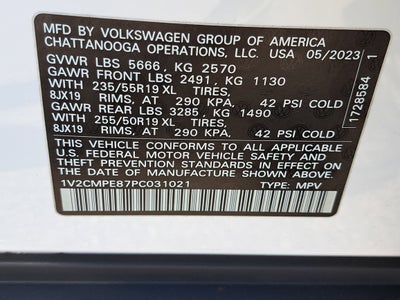 MFD BY VOLKSWAGEN GROUP OF AMERICA
CHATTANOOGA OPERATIONS, LLC. USA 05/2023
GVWR LBS 5666, KG 2570
GAWR FRONT LBS 2491, KG 1130
WITH 235/55R19 XL TIRES,
8JX19 RIMS, AT 290 KPA. 42 PSI COLD
GAWR REAR LBS 3285, KG 1490
WITH 255/50R19 XL TIRES,
8JX19 RIMS, AT 290 KPA. 42 PSI COLD
THIS VEHICLE CONFORMS TO ALL APPLICABLE
U.S. FEDERAL MOTOR VEHICLE SAFETY STANDARDS
IN EFFECT ON THE DATE OF
MANUFACTURE SHOWN ABOVE.
1V2CMPE87PC031021 TYPE: MPV
1728584 1